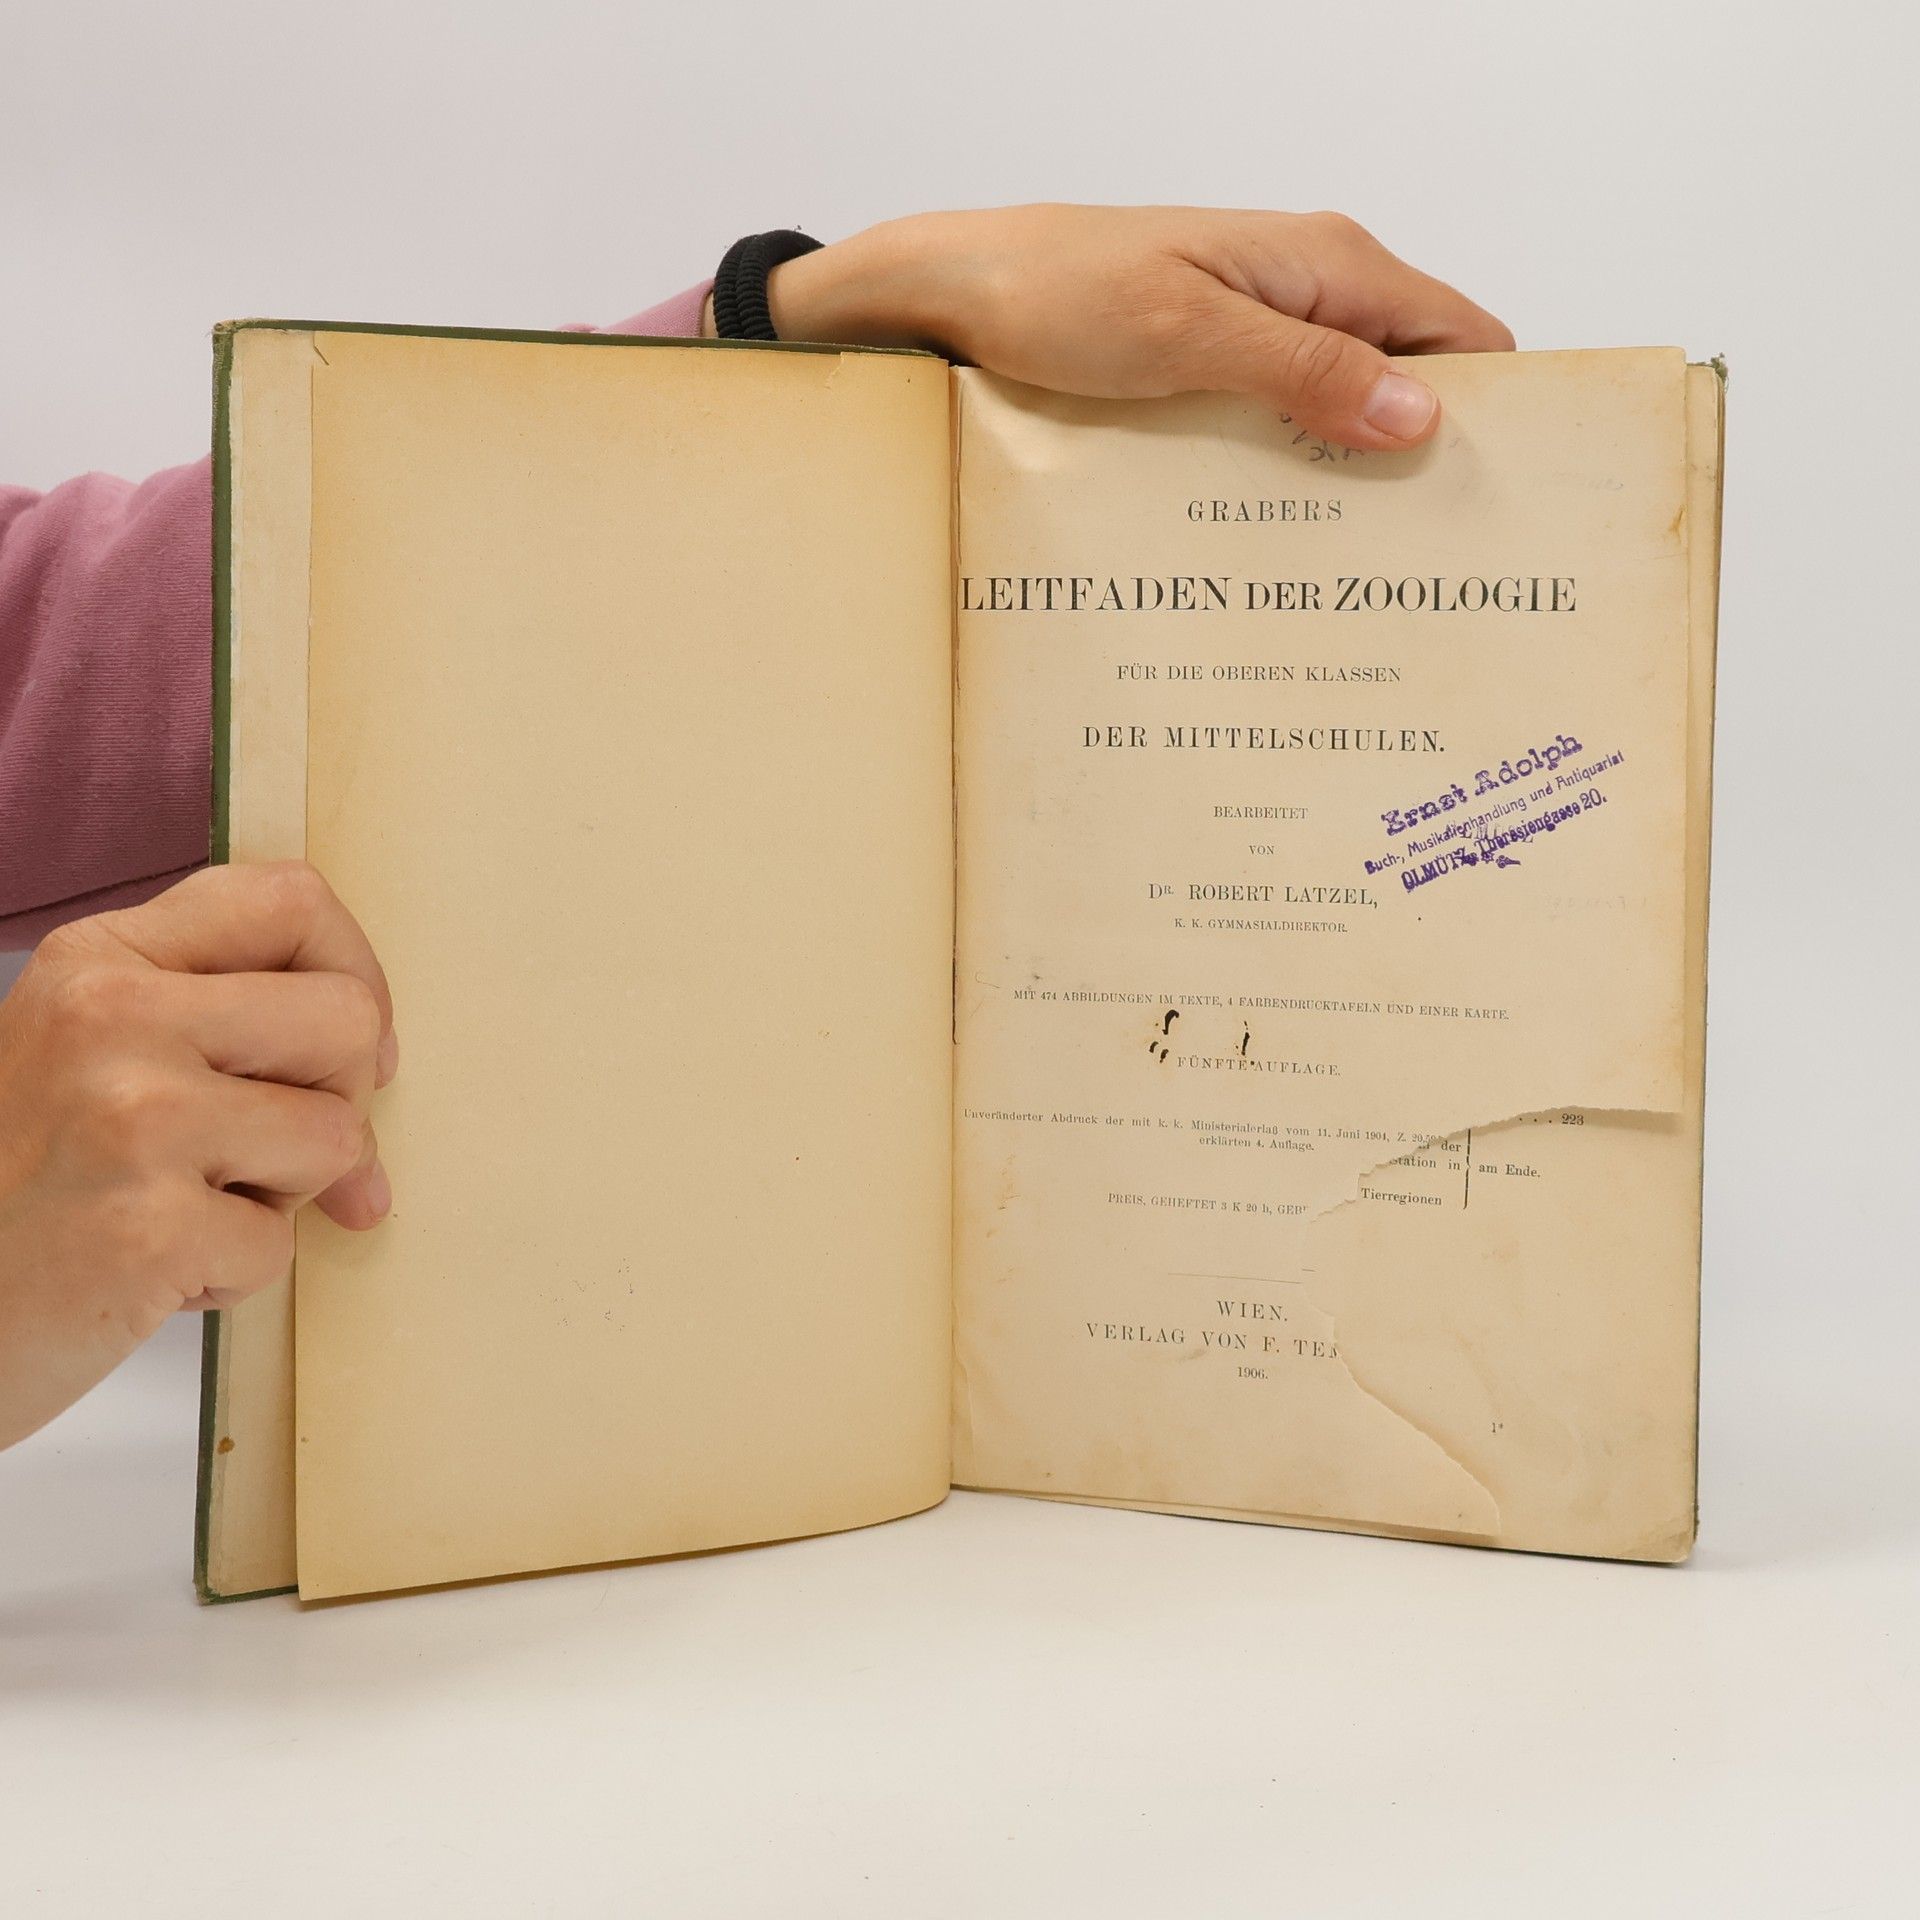 GRABERS
LEITFADEN DER ZOOLOGIE
FÜR DIE OBEREN KLASSEN
DER MITTELSCHULEN.
Ernst Adolph
Buch-, Musikalienhandlung und Antiquariat
OLMÜTZ, Theresiengasse 20.
BEARBEITET
VON
DR. ROBERT LATZEL,
K. K. GYMNASIALDIREKTOR.
MIT 474 ABBILDUNGEN IM TEXTE, 4 FARBENDRUCKTAFELN UND EINER KARTE.
FÜNFTE AUFLAGE.
Unveränderter Abdruck der mit k. k. Ministerialerlaß vom 11. Juni 1904, Z.
erklärten 4. Auflage.
. . . 223
der
station in
am Ende.
Tierregionen
PREIS, GEHEFTET 3 K 20 h,
WIEN.
VERLAG VON F.
1906.
1*